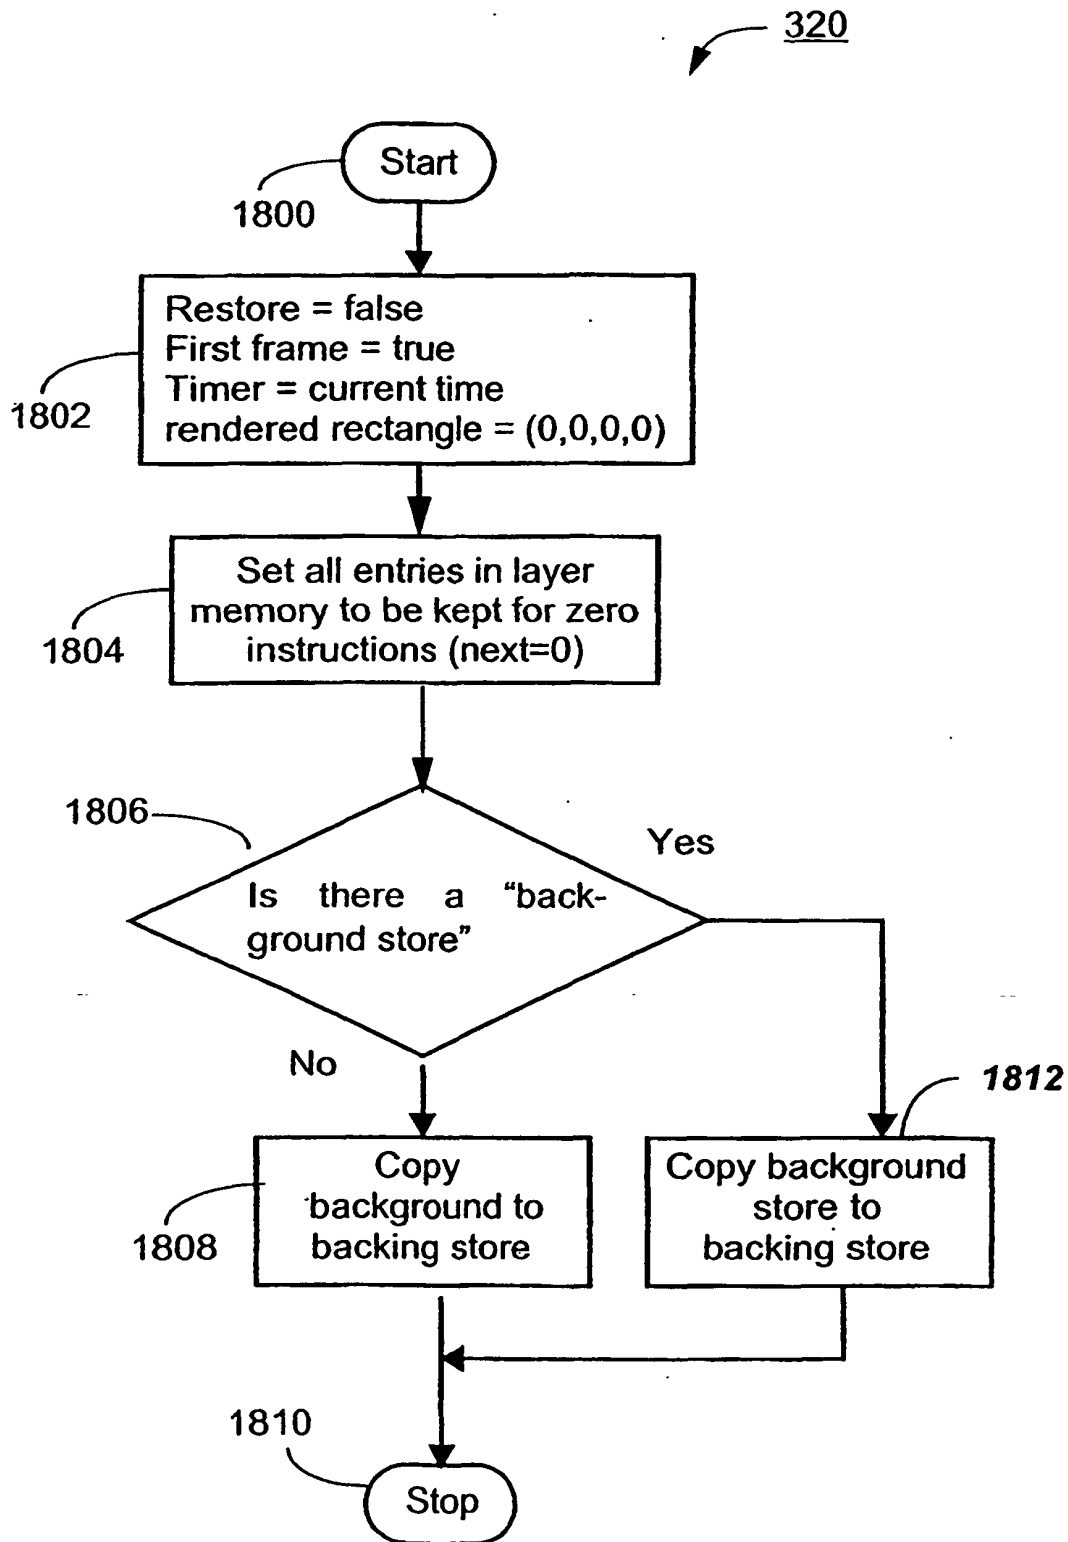 320
Start
1800
Restore = false
First frame = true
Timer = current time
rendered rectangle = (0,0,0,0)
1802
Set all entries in layer
memory to be kept for zero
instructions (next=0)
1804
1806
Yes
Is there a “back-
ground store”
No
1812
Copy
background to
backing store
1808
Copy background
store to
backing store
1810
Stop